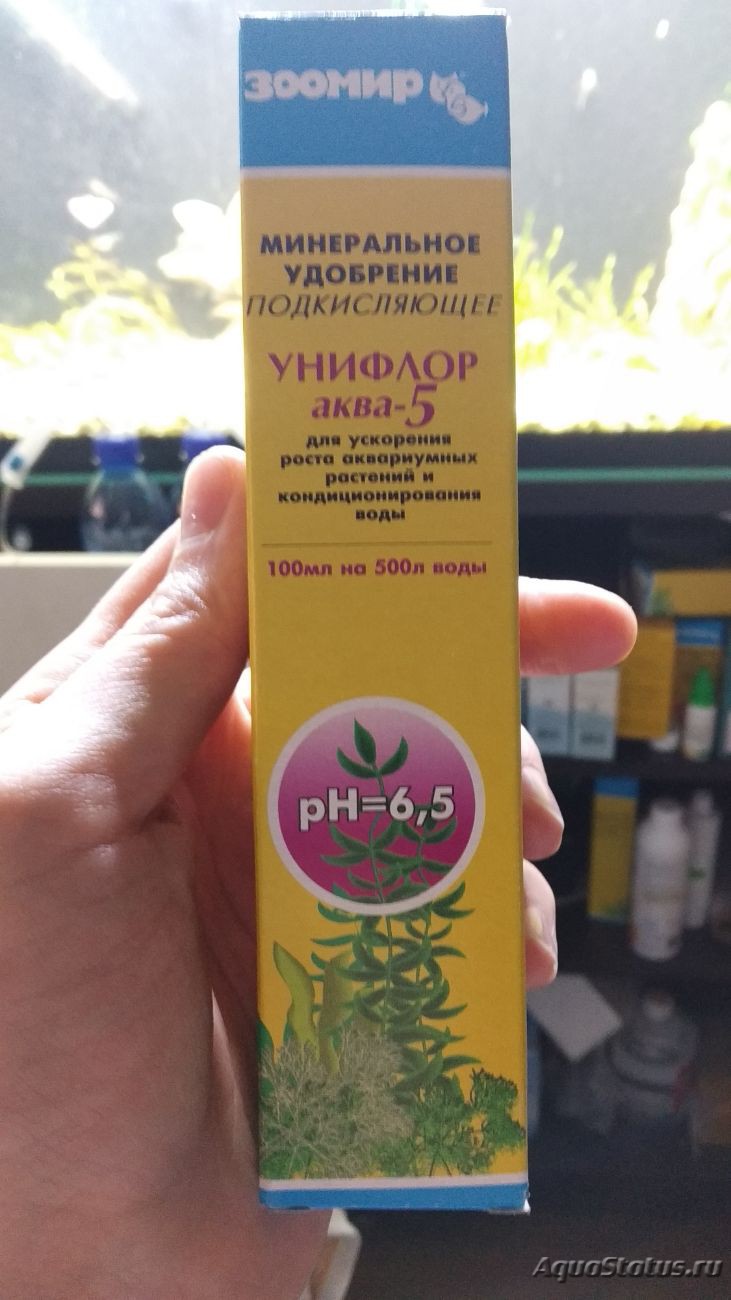 ЗООМИР
МИНЕРАЛЬНОЕ
УДОБРЕНИЕ
ПОДКИСЛЯЮЩЕЕ
УНИФЛОР
аква-5
для ускорения
роста аквариумных
растений и
кондиционирования
воды
100мл на 500л воды
pH=6,5
AquaStatus.ru